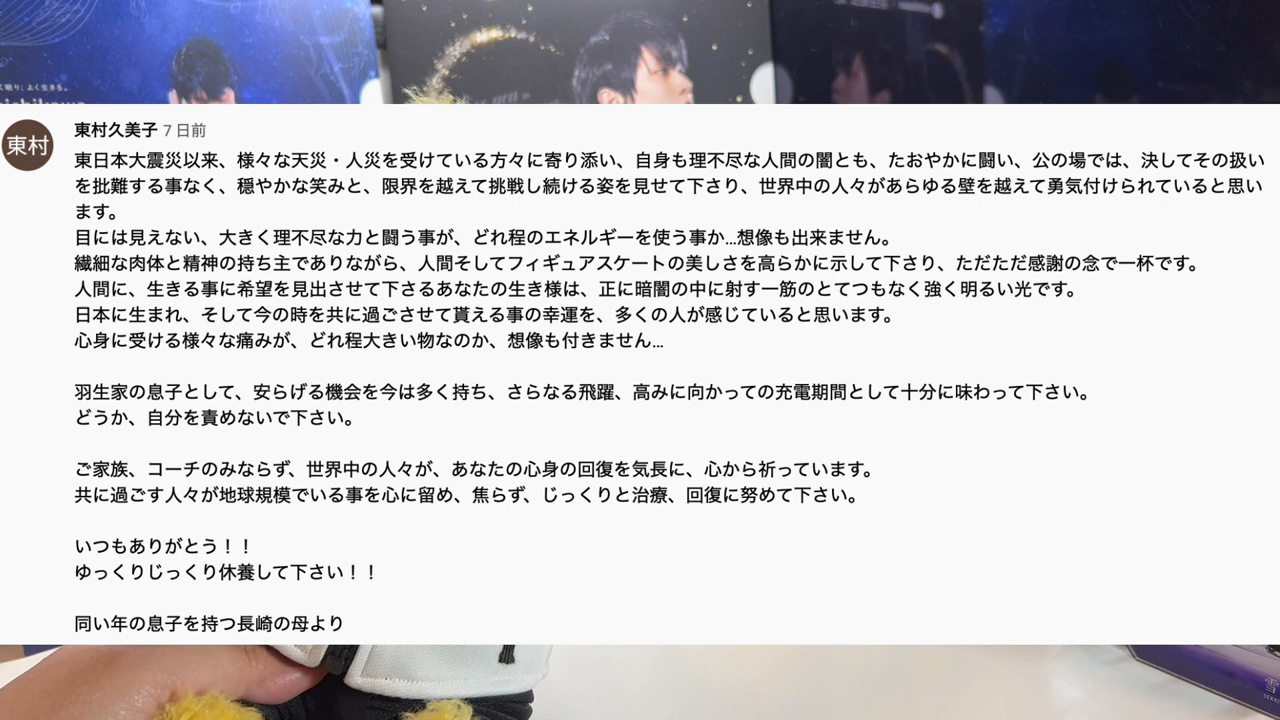 く眠り、よく生きる。
東村
東村久美子 7 日前
東日本大震災以来、様々な天災・人災を受けている方々に寄り添い、自身も理不尽な人間の闇とも、たおやかに闘い、公の場では、決してその扱い
を批難する事なく、穏やかな笑みと、限界を越えて挑戦し続ける姿を見せて下さり、世界中の人々があらゆる壁を越えて勇気付けられていると思い
ます。
目には見えない、大きく理不尽な力と闘う事が、どれ程のエネルギーを使う事か...想像も出来ません。
繊細な肉体と精神の持ち主でありながら、人間そしてフィギュアスケートの美しさを高らかに示して下さり、ただただ感謝の念で一杯です。
人間に、生きる事に希望を見出させて下さるあなたの生き様は、正に暗闇の中に射す一筋のとてつもなく強く明るい光です。
日本に生まれ、そして今の時を共に過ごさせて貰える事の幸運を、多くの人が感じていると思います。
心身に受ける様々な痛みが、どれ程大きい物なのか、想像も付きません...
羽生家の息子として、安らげる機会を今は多く持ち、さらなる飛躍、高みに向かっての充電期間として十分に味わって下さい。
どうか、自分を責めないで下さい。
ご家族、コーチのみならず、世界中の人々が、あなたの心身の回復を気長に、心から祈っています。
共に過ごす人々が地球規模でいる事を心に留め、焦らず、じっくりと治療、回復に努めて下さい。
いつもありがとう！！
ゆっくりじっくり休養して下さい！！
同い年の息子を持つ長崎の母より
雪